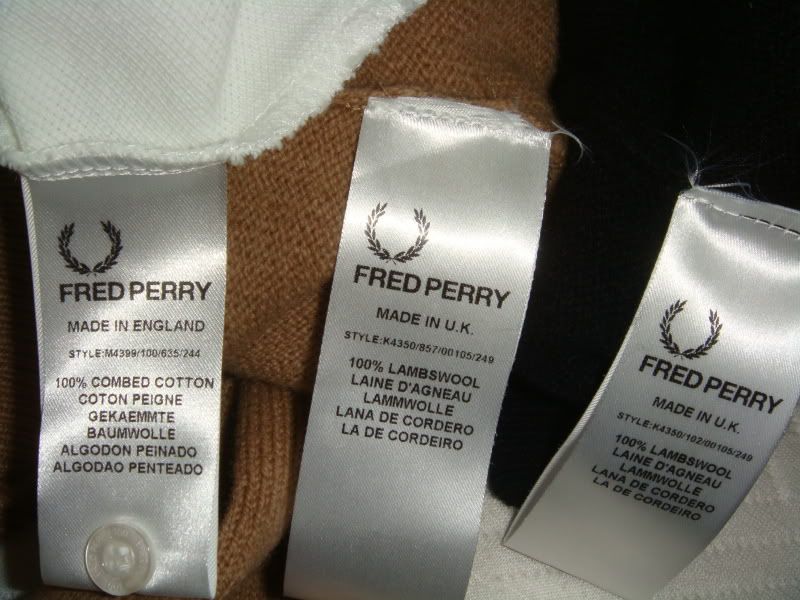 FRED PERRY
MADE IN ENGLAND
STYLE:M4399/100/635/244
100% COMBED COTTON
COTON PEIGNE
GEKAEMMTE
BAUMWOLLE
ALGODON PEINADO
ALGODAO PENTEADO
FRED PERRY
MADE IN U.K.
STYLE:K4350/857/00105/249
100% LAMBSWOOL
LAINE D'AGNEAU
LAMMWOLLE
LANA DE CORDERO
LA DE CORDEIRO
FRED PERRY
MADE IN U.K.
STYLE:K4350/102/00105/249
100% LAMBSWOOL
LAINE D'AGNEAU
LAMMWOLLE
LANA DE CORDERO
LA DE CORDEIRO